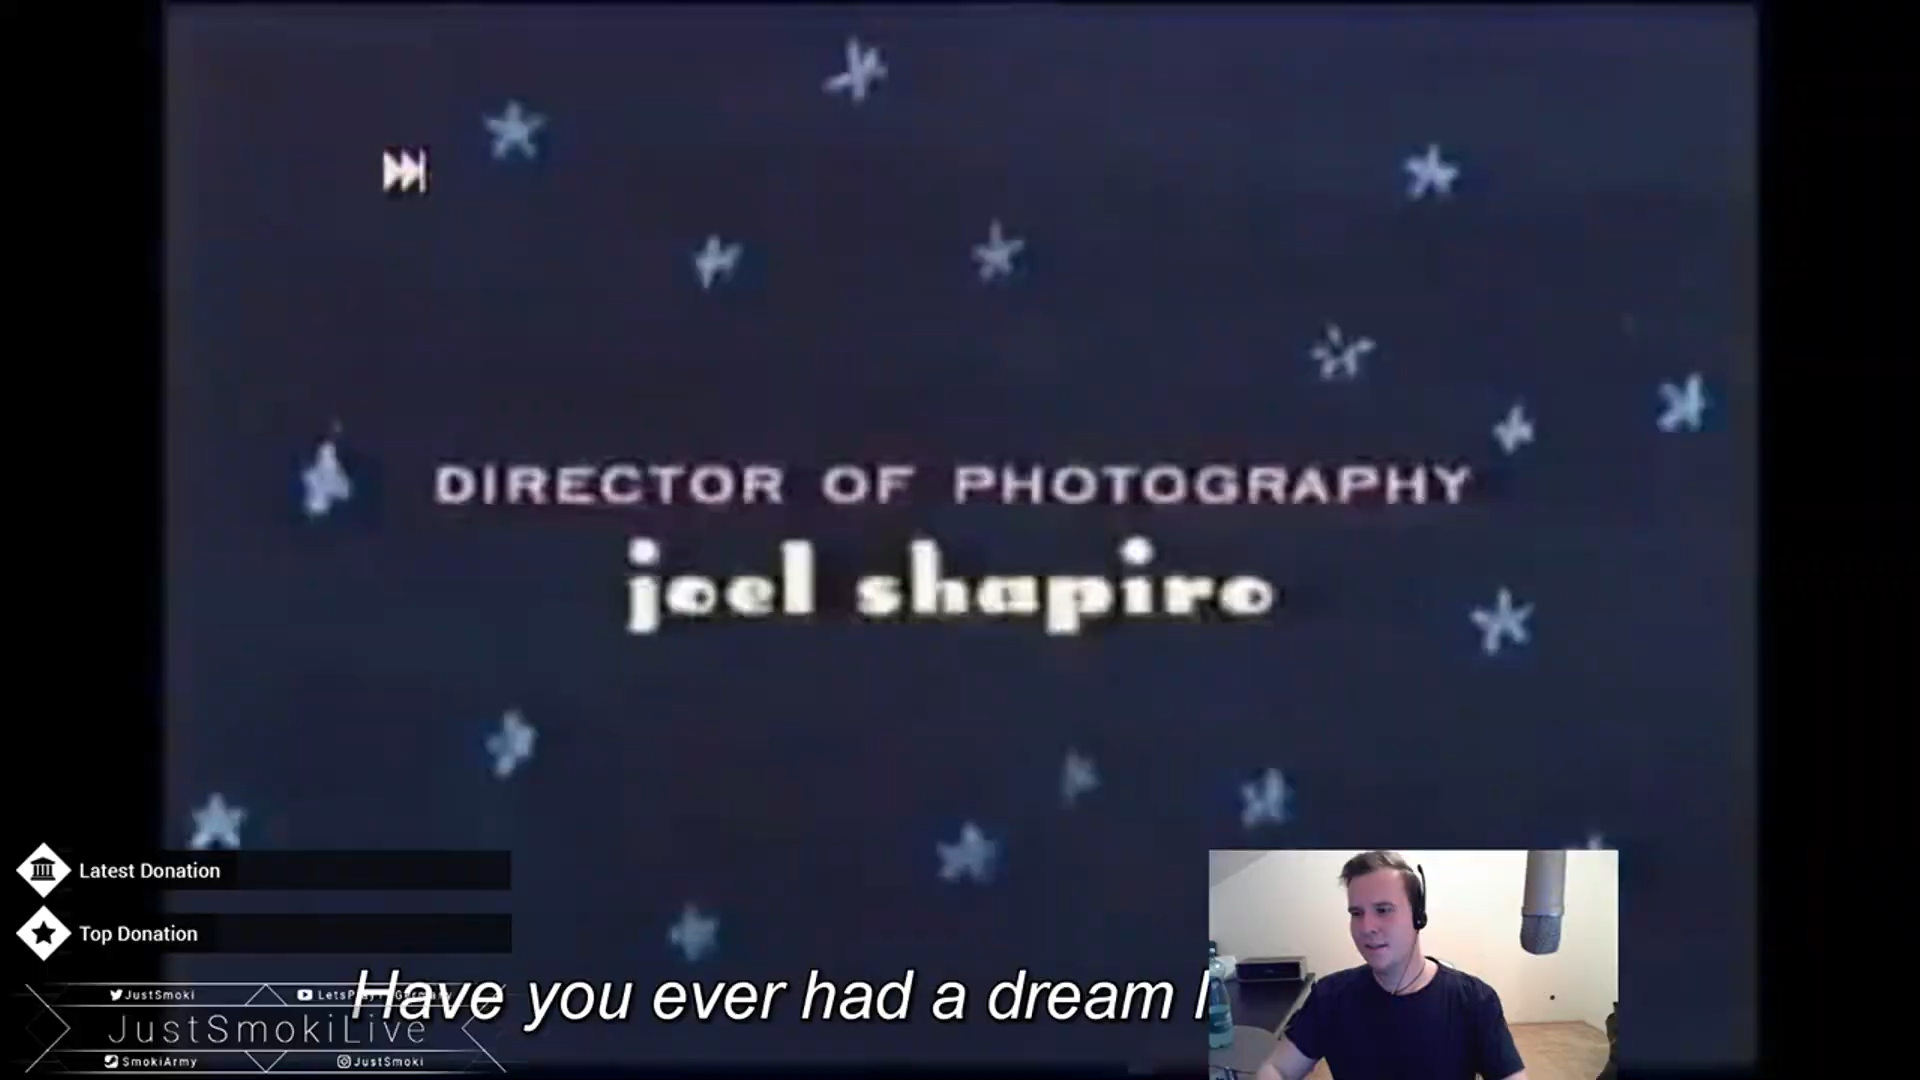 DIRECTOR OF PHOTOGRAPHY
joel shapiro
Latest Donation
Top Donation
Have you ever had a dream
JustSmoki
JustSmokiLive
SmokiArmy
JustSmoki